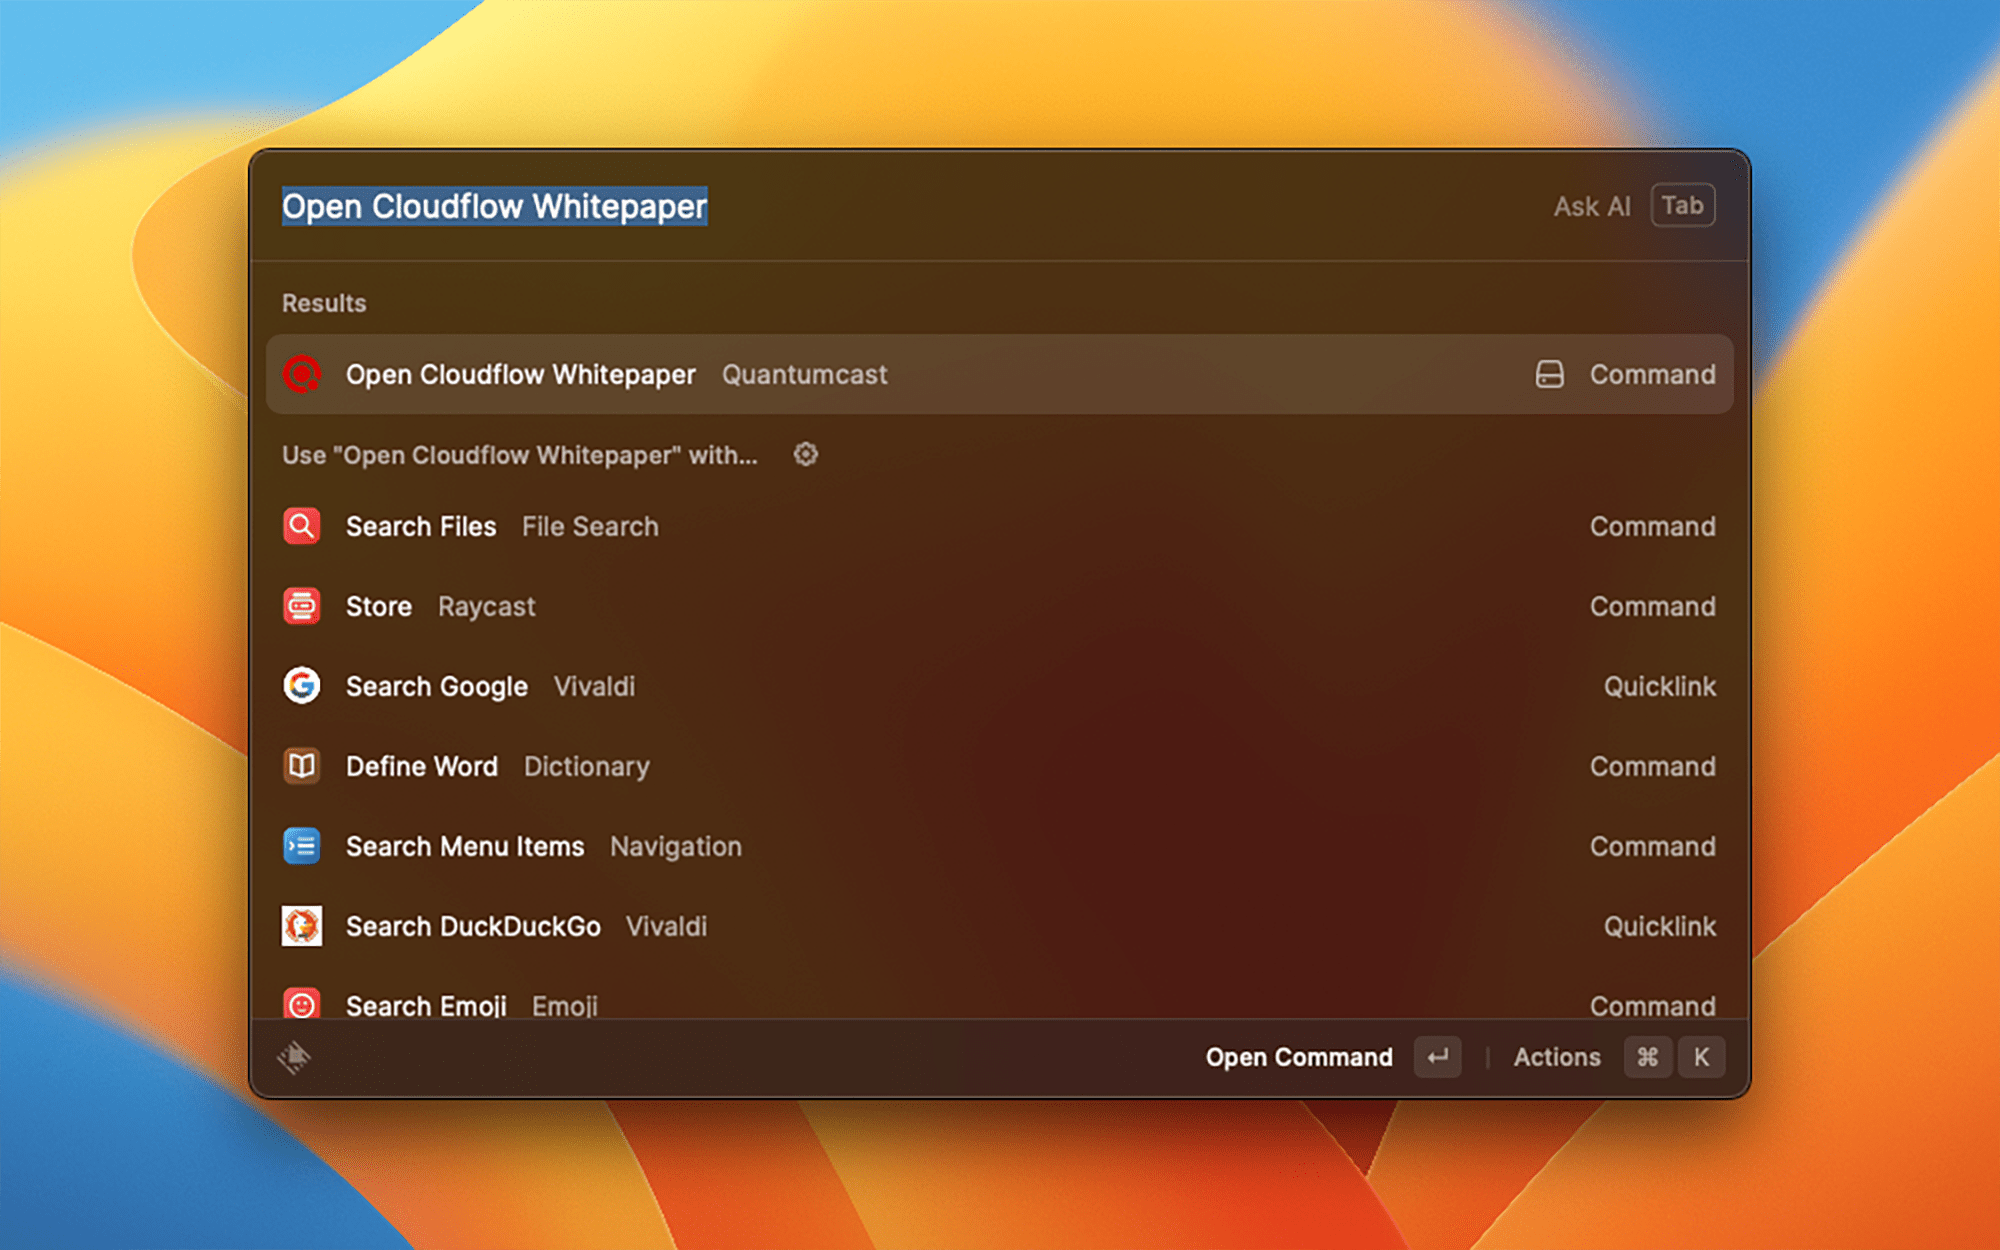 Open Cloudflow Whitepaper Ask AI Tab
Results
Open Cloudflow Whitepaper Quantumcast Command
Use "Open Cloudflow Whitepaper" with...
Search Files File Search Command
Store Raycast Command
Search Google Vivaldi Quicklink
Define Word Dictionary Command
Search Menu Items Navigation Command
Search DuckDuckGo Vivaldi Quicklink
Search Emoji Emoji Command
Open Command ↵ | Actions ⌘ K